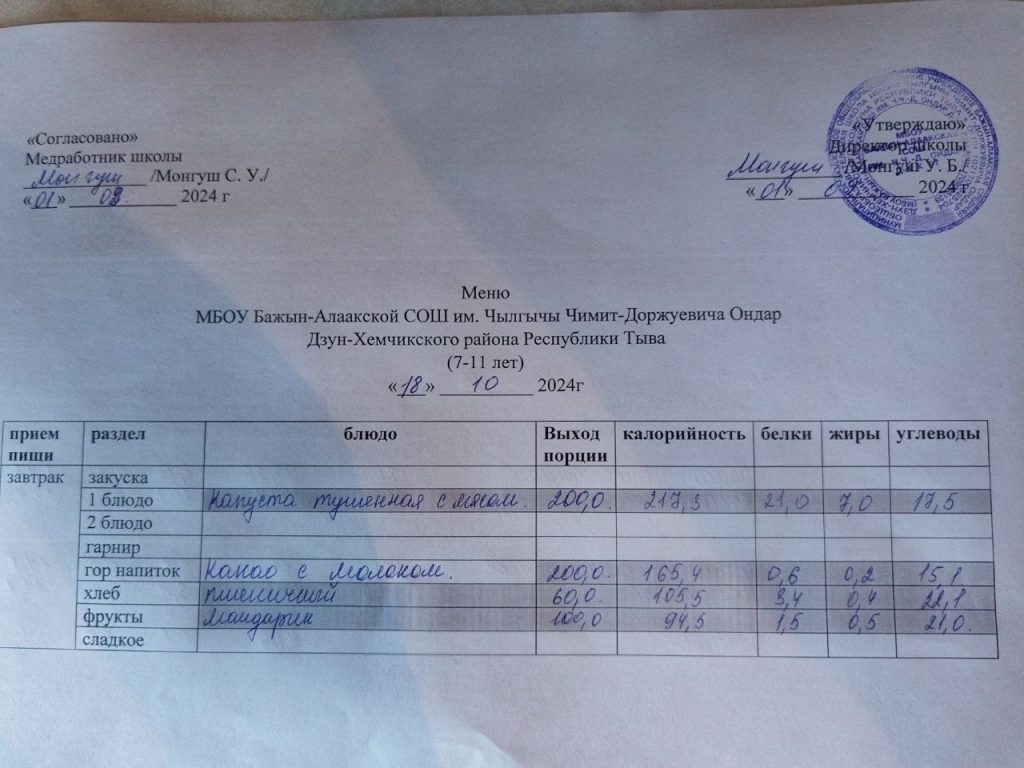 «Согласовано»
Медработник школы
Монгуш /Монгуш С. У./
«01» 02. 2024 г
«Утверждаю»
Директор школы
Монгуш /Монгуш У. Б./
«01» 2024 г
Меню
МБОУ Бажын-Алаакской СОШ им. Чылгычы Чимит-Доржуевича Ондар
Дзун-Хемчикского района Республики Тыва
(7-11 лет)
«18» 10 2024г
прием пищи раздел блюдо Выход порции калорийность белки жиры углеводы
завтрак закуска
1 блюдо Капуста тушенная с мясом. 200,0. 217,3 21,0 7,0 17,5
2 блюдо
гарнир
гор напиток Какао с молоком. 200,0. 165,4 0,6 0,2 15,1
хлеб пшеничный 60,0. 105,5 3,4 0,4 22,1
фрукты Мандарин 100,0 94,5 1,5 0,5 21,0.
сладкое